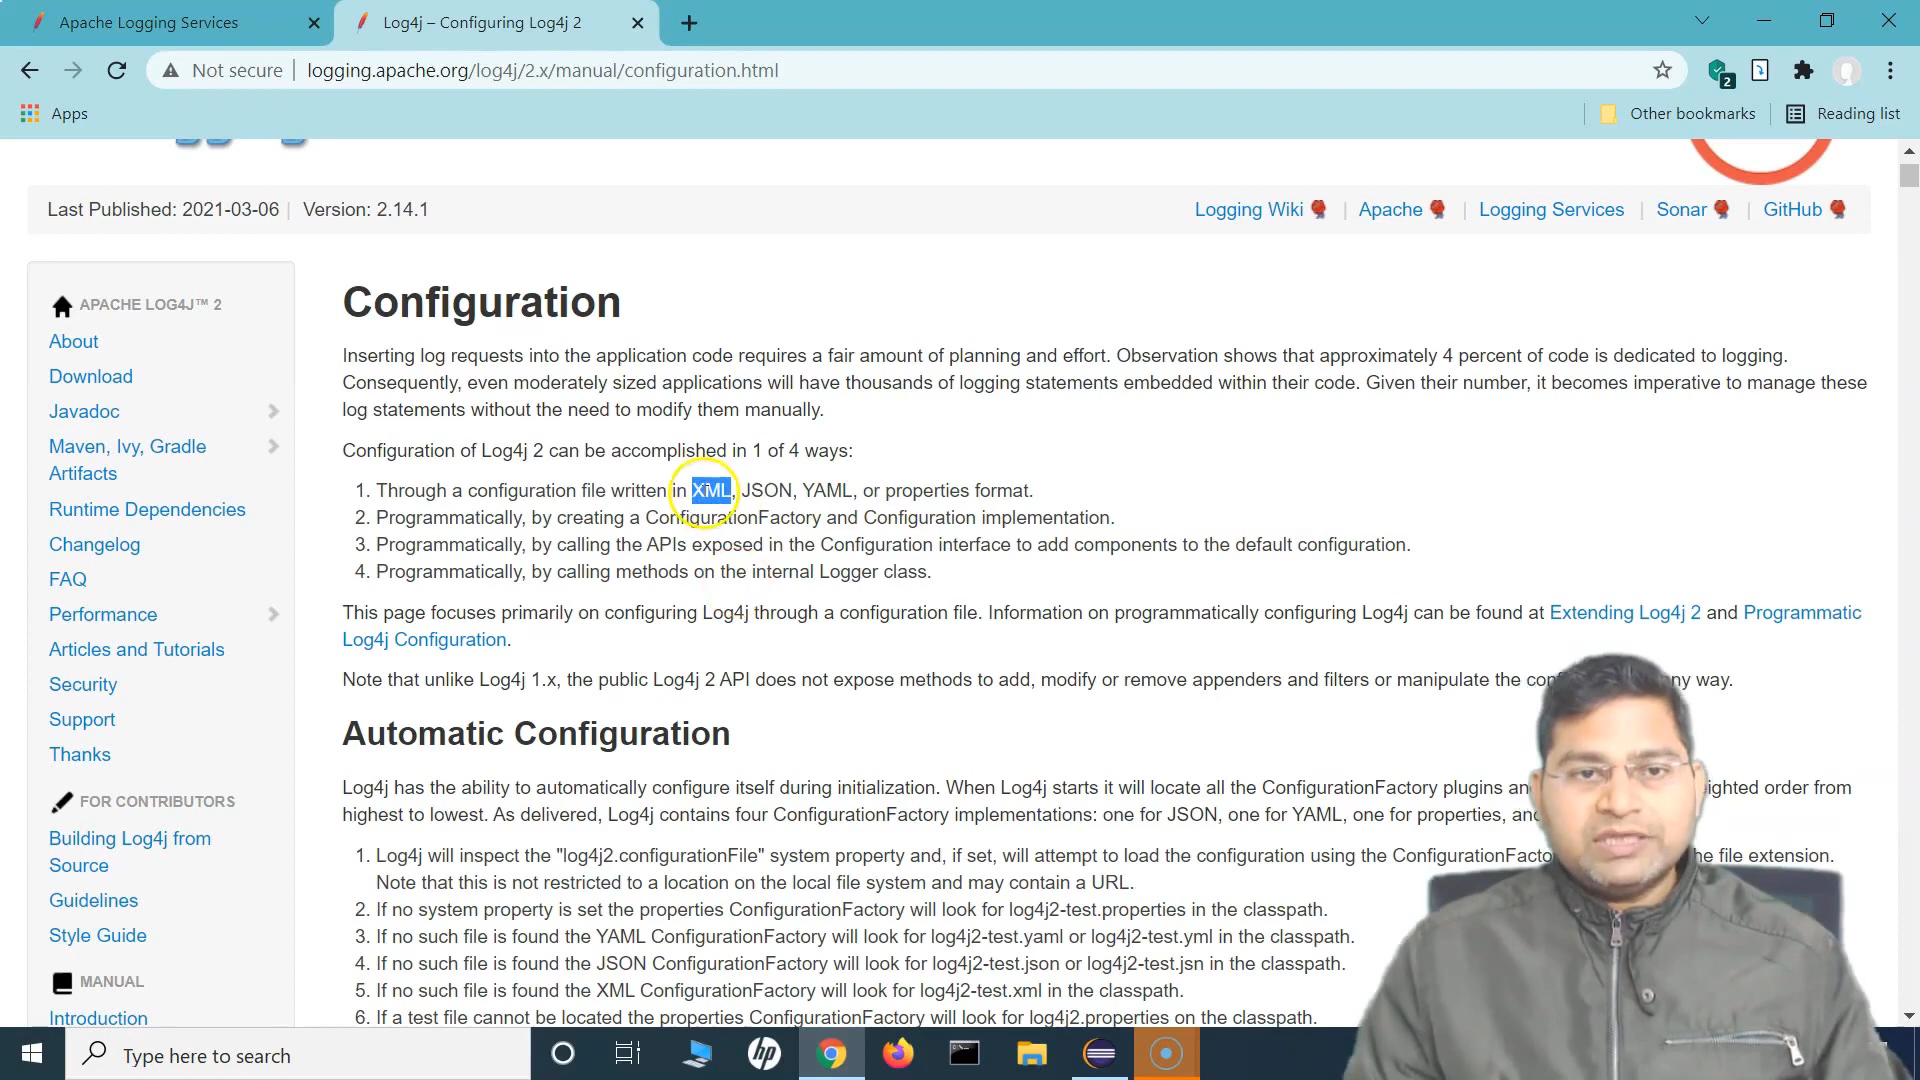 Apache Logging Services
Log4j – Configuring Log4j 2
Not secure
logging.apache.org/log4j/2.x/manual/configuration.html
2
Apps
Other bookmarks
Reading list
Last Published: 2021-03-06 | Version: 2.14.1
Logging Wiki | Apache | Logging Services | Sonar | GitHub
APACHE LOG4J™ 2
About
Download
Javadoc
Maven, Ivy, Gradle
Artifacts
Runtime Dependencies
Changelog
FAQ
Performance
Articles and Tutorials
Security
Support
Thanks
FOR CONTRIBUTORS
Building Log4j from
Source
Guidelines
Style Guide
MANUAL
Introduction
Configuration
Inserting log requests into the application code requires a fair amount of planning and effort. Observation shows that approximately 4 percent of code is dedicated to logging.
Consequently, even moderately sized applications will have thousands of logging statements embedded within their code. Given their number, it becomes imperative to manage these
log statements without the need to modify them manually.
Configuration of Log4j 2 can be accomplished in 1 of 4 ways:
1. Through a configuration file written in XML, JSON, YAML, or properties format.
2. Programmatically, by creating a ConfigurationFactory and Configuration implementation.
3. Programmatically, by calling the APIs exposed in the Configuration interface to add components to the default configuration.
4. Programmatically, by calling methods on the internal Logger class.
This page focuses primarily on configuring Log4j through a configuration file. Information on programmatically configuring Log4j can be found at Extending Log4j 2 and Programmatic
Log4j Configuration.
Note that unlike Log4j 1.x, the public Log4j 2 API does not expose methods to add, modify or remove appenders and filters or manipulate the way.
Automatic Configuration
Log4j has the ability to automatically configure itself during initialization. When Log4j starts it will locate all the ConfigurationFactory plugins order from
highest to lowest. As delivered, Log4j contains four ConfigurationFactory implementations: one for JSON, one for YAML, one for properties,
1. Log4j will inspect the "log4j2.configurationFile" system property and, if set, will attempt to load the configuration using the file extension.
Note that this is not restricted to a location on the local file system and may contain a URL.
2. If no system property is set the properties ConfigurationFactory will look for log4j2-test.properties in the classpath.
3. If no such file is found the YAML ConfigurationFactory will look for log4j2-test.yaml or log4j2-test.yml in the classpath.
4. If no such file is found the JSON ConfigurationFactory will look for log4j2-test.json or log4j2-test.jsn in the classpath.
5. If no such file is found the XML ConfigurationFactory will look for log4j2-test.xml in the classpath.
6. If a test file cannot be located the properties ConfigurationFactory will look for log4j2.properties on the classpath.
Type here to search
hp